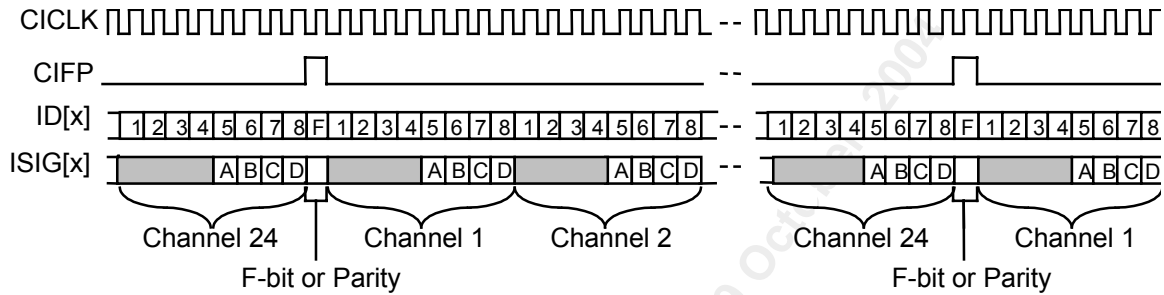 CICLK
--
CIFP
--
ID[x] 1 2 3 4 5 6 7 8 F 1 2 3 4 5 6 7 8 1 2 3 4 5 6 7 8 -- 1 2 3 4 5 6 7 8 F 1 2 3 4 5 6 7 8
ISIG[x] A B C D A B C D A B C D -- A B C D A B C D
Channel 24 Channel 1 Channel 2 Channel 24 Channel 1
F-bit or Parity F-bit or Parity
October 2004